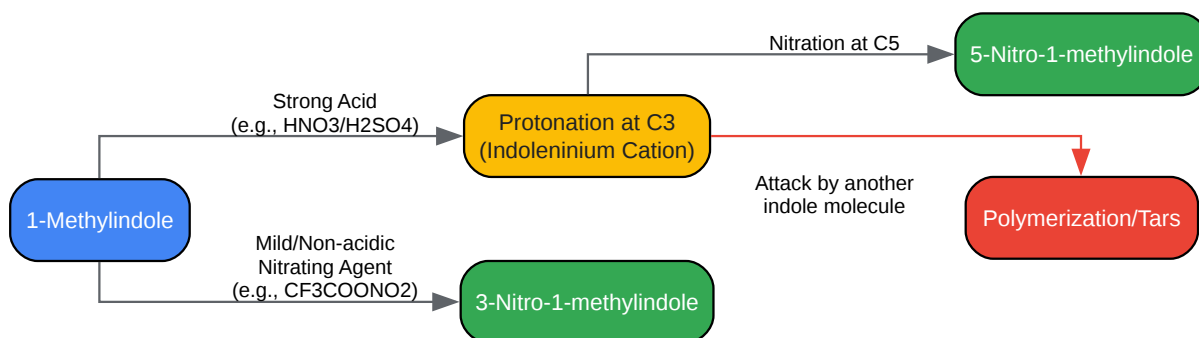 Nitration at C5
5-Nitro-1-methylindole
Strong Acid
(e.g., HNO3/H2SO4)
Protonation at C3
(Indoleninium Cation)
Attack by another
indole molecule
Polymerization/Tars
1-Methylindole
Mild/Non-acidic
Nitrating Agent
(e.g., CF3COONO2)
3-Nitro-1-methylindole